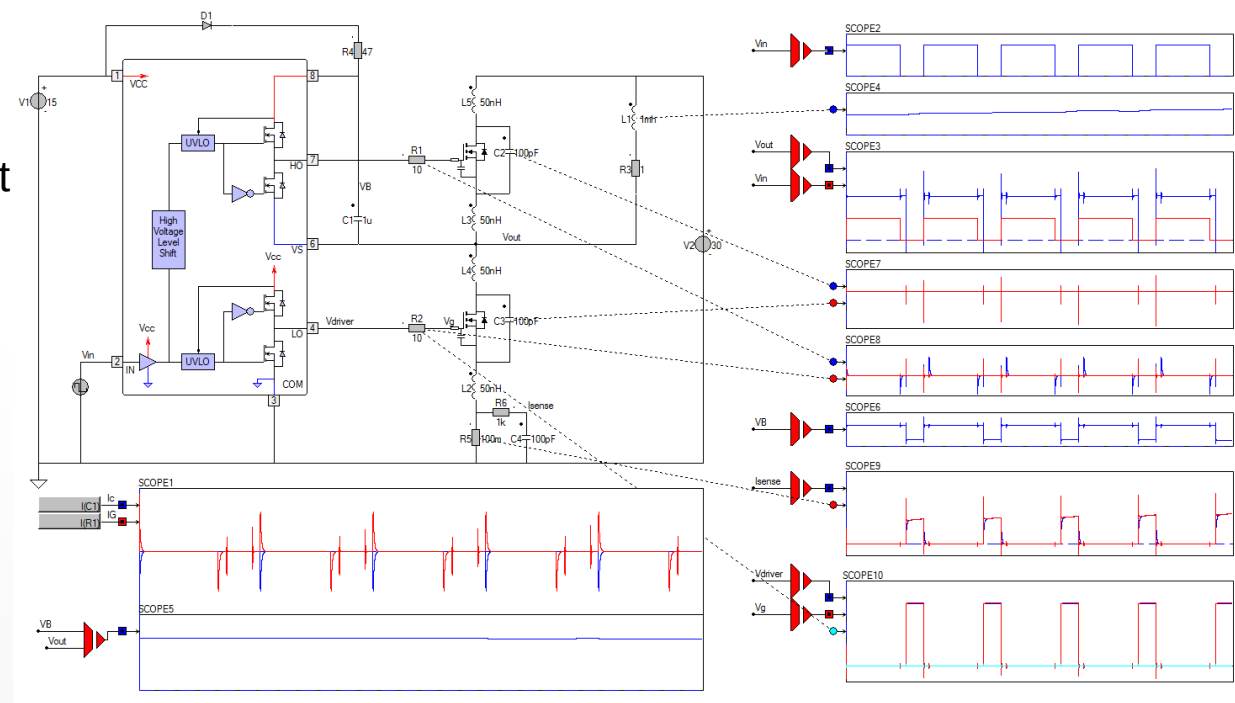 t
D1
R4 47
1
VCC
8
V1 15
UVLO
HO
7
R1
10
High
Voltage
Level
Shift
VB
C1 1u
VS
6
Vcc
Vcc
LO
4
Vdriver
R2
10
Vg
Vin
2
IN
UVLO
COM
3
L5 50nH
C2 100pF
L3 50nH
Vout
L4 50nH
C3 100pF
L2 50nH
R6
1k
Isense
R5 100m
C4 100pF
L1 1mH
R3 1
V2 30
SCOPE2
Vin
SCOPE4
SCOPE3
Vout
Vin
SCOPE7
SCOPE8
SCOPE6
VB
SCOPE9
Isense
SCOPE10
Vdriver
Vg
SCOPE1
I(C1)
Ic
I(R1)
IG
SCOPE5
VB
Vout